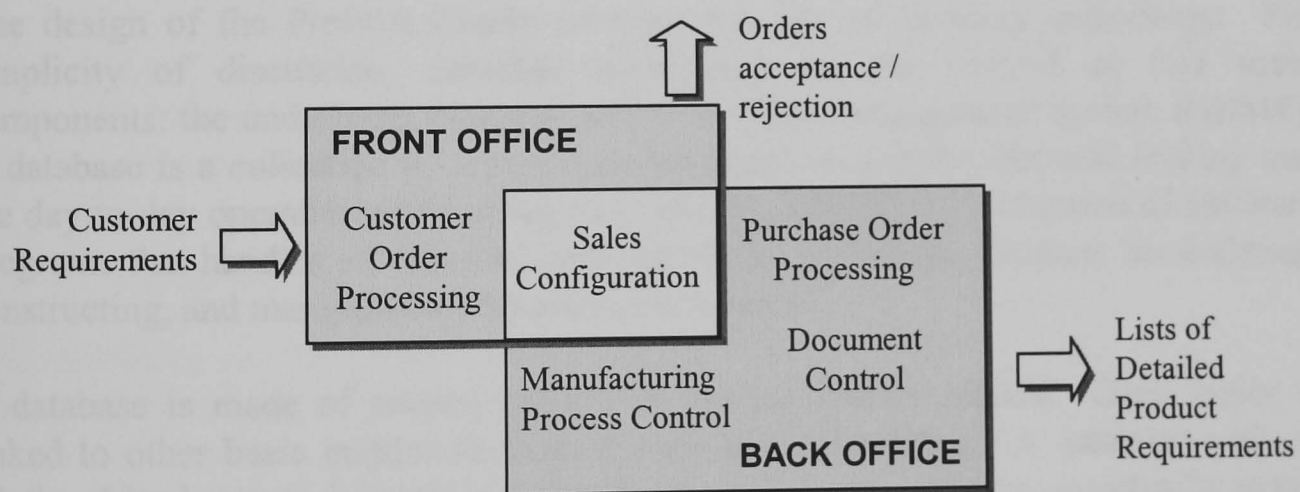 Orders
acceptance /
rejection
FRONT OFFICE
Customer
Requirements
Customer
Order
Processing
Sales
Configuration
Purchase Order
Processing
Document
Control
Manufacturing
Process Control
BACK OFFICE
Lists of
Detailed
Product
Requirements